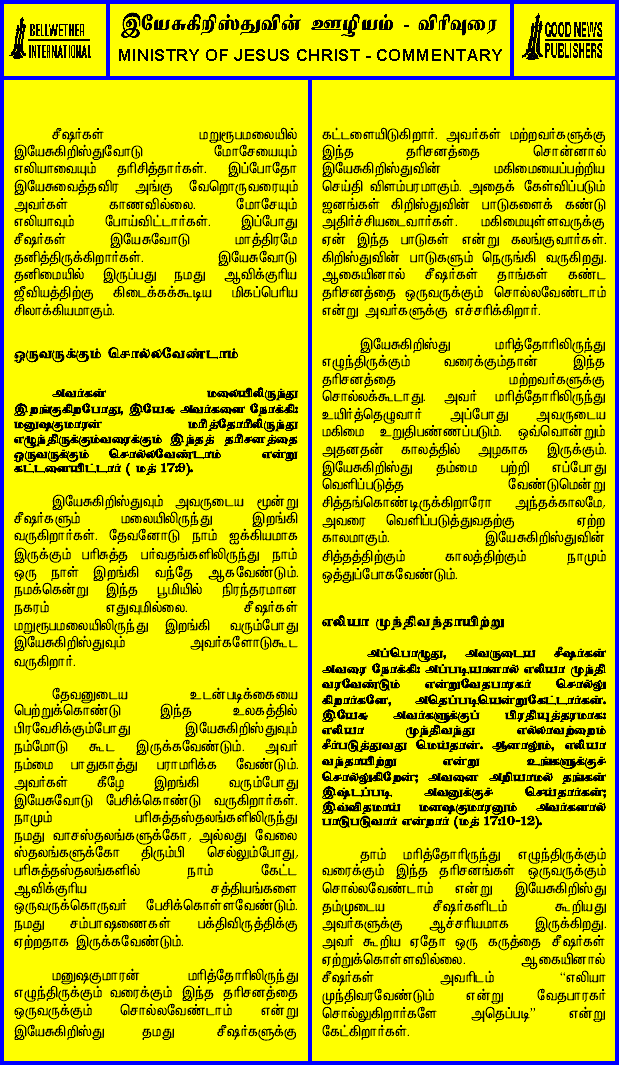 BELLWETHER
INTERNATIONAL
இயேசுகிறிஸ்துவின் ஊழியம் - விரிவுரை
MINISTRY OF JESUS CHRIST - COMMENTARY
GOOD NEWS
PUBLISHERS
சீஷர்கள் மறுரூபமலையில்
இயேசுகிறிஸ்துவோடு மோசேயையும்
எலியாவையும் தரிசித்தார்கள். இப்போதோ
இயேசுவைத்தவிர அங்கு வேறொருவரையும்
அவர்கள் காணவில்லை. மோசேயும்
எலியாவும் போய்விட்டார்கள். இப்போது
சீஷர்கள் இயேசுவோடு மாத்திரமே
தனித்திருக்கிறார்கள். இயேசுவோடு
தனிமையில் இருப்பது நமது ஆவிக்குரிய
ஜீவியத்திற்கு கிடைக்கக்கூடிய மிகப்பெரிய
சிலாக்கியமாகும்.
ஒருவருக்கும் சொல்லவேண்டாம்
அவர்கள் மலையிலிருந்து
இறங்குகிறபோது, இயேசு அவர்களை நோக்கி:
மனுஷகுமாரன் மரித்தோரிலிருந்து
எழுந்திருக்கும்வரைக்கும் இந்தத் தரிசனத்தை
ஒருவருக்கும் சொல்லவேண்டாம் என்று
கட்டளையிட்டார் ( மத் 17:9).
இயேசுகிறிஸ்துவும் அவருடைய மூன்று
சீஷர்களும் மலையிலிருந்து இறங்கி
வருகிறார்கள். தேவனோடு நாம் ஐக்கியமாக
இருக்கும் பரிசுத்த பர்வதங்களிலிருந்து நாம்
ஒரு நாள் இறங்கி வந்தே ஆகவேண்டும்.
நமக்கென்று இந்த பூமியில் நிரந்தரமான
நகரம் எதுவுமில்லை. சீஷர்கள்
மறுரூபமலையிலிருந்து இறங்கி வரும்போது
இயேசுகிறிஸ்துவும் அவர்களோடுகூட
வருகிறார்.
தேவனுடைய உடன்படிக்கையை
பெற்றுக்கொண்டு இந்த உலகத்தில்
பிரவேசிக்கும்போது இயேசுகிறிஸ்துவும்
நம்மோடு கூட இருக்கவேண்டும். அவர்
நம்மை பாதுகாத்து பராமரிக்க வேண்டும்.
அவர்கள் கீழே இறங்கி வரும்போது
இயேசுவோடு பேசிக்கொண்டு வருகிறார்கள்.
நாமும் பரிசுத்தஸ்தலங்களிலிருந்து
நமது வாசஸ்தலங்களுக்கோ, அல்லது வேலை
ஸ்தலங்களுக்கோ திரும்பி செல்லும்போது,
பரிசுத்தஸ்தலங்களில் நாம் கேட்ட
ஆவிக்குரிய சத்தியங்களை
ஒருவருக்கொருவர் பேசிக்கொள்ளவேண்டும்.
நமது சம்பாஷணைகள் பக்திவிருத்திக்கு
ஏற்றதாக இருக்கவேண்டும்.
மனுஷகுமாரன் மரித்தோரிலிருந்து
எழுந்திருக்கும் வரைக்கும் இந்த தரிசனத்தை
ஒருவருக்கும் சொல்லவேண்டாம் என்று
இயேசுகிறிஸ்து தமது சீஷர்களுக்கு
கட்டளையிடுகிறார். அவர்கள் மற்றவர்களுக்கு
இந்த தரிசனத்தை சொன்னால்
இயேசுகிறிஸ்துவின் மகிமையைப்பற்றிய
செய்தி விளம்பரமாகும். அதைக் கேள்விப்படும்
ஜனங்கள் கிறிஸ்துவின் பாடுகளைக் கண்டு
அதிர்ச்சியடைவார்கள். மகிமையுள்ளவருக்கு
ஏன் இந்த பாடுகள் என்று கலங்குவார்கள்.
கிறிஸ்துவின் பாடுகளும் நெருங்கி வருகிறது.
ஆகையினால் சீஷர்கள் தாங்கள் கண்ட
தரிசனத்தை ஒருவருக்கும் சொல்லவேண்டாம்
என்று அவர்களுக்கு எச்சரிக்கிறார்.
இயேசுகிறிஸ்து மரித்தோரிலிருந்து
எழுந்திருக்கும் வரைக்கும்தான் இந்த
தரிசனத்தை மற்றவர்களுக்கு
சொல்லக்கூடாது. அவர் மரித்தோரிலிருந்து
உயிர்த்தெழுவார் அப்போது அவருடைய
மகிமை உறுதிபண்ணப்படும். ஒவ்வொன்றும்
அதனதன் காலத்தில் அழகாக இருக்கும்.
இயேசுகிறிஸ்து தம்மை பற்றி எப்போது
வெளிப்படுத்த வேண்டுமென்று
சித்தங்கொண்டிருக்கிறாரோ அந்தக்காலமே,
அவரை வெளிப்படுத்துவதற்கு ஏற்ற
காலமாகும். இயேசுகிறிஸ்துவின்
சித்தத்திற்கும் காலத்திற்கும் நாமும்
ஒத்துப்போகவேண்டும்.
எலியா முந்திவந்தாயிற்று
அப்பொழுது, அவருடைய சீஷர்கள்
அவரை நோக்கி: அப்படியானால் எலியா முந்தி
வரவேண்டும் என்றுவேதபாரகர் சொல்லு
கிறார்களே, அதெப்படியென்றுகேட்டார்கள்.
இயேசு அவர்களுக்குப் பிரதியுத்தரமாக:
எலியா முந்திவந்து எல்லாவற்றையும்
சீர்படுத்துவது மெய்தான். ஆனாலும், எலியா
வந்தாயிற்று என்று உங்களுக்குச்
சொல்லுகிறேன்; அவனை அறியாமல் தங்கள்
இஷ்டப்படி அவனுக்குச் செய்தார்கள்;
இவ்விதமாய் மனஷகுமாரனும் அவர்களால்
பாடுபடுவார் என்றார் (மத் 17:10-12).
தாம் மரித்தோரிருந்து எழுந்திருக்கும்
வரைக்கும் இந்த தரிசனங்கள் ஒருவருக்கும்
சொல்லவேண்டாம் என்று இயேசுகிறிஸ்து
தம்முடைய சீஷர்களிடம் கூறியது
அவர்களுக்கு ஆச்சரியமாக இருக்கிறது.
அவர் கூறிய ஏதோ ஒரு கருத்தை சீஷர்கள்
ஏற்றுக்கொள்ளவில்லை. ஆகையினால்
சீஷர்கள் அவரிடம் "எலியா
முந்திவரவேண்டும் என்று வேதபாரகர்
சொல்லுகிறார்களே அதெப்படி" என்று
கேட்கிறார்கள்.